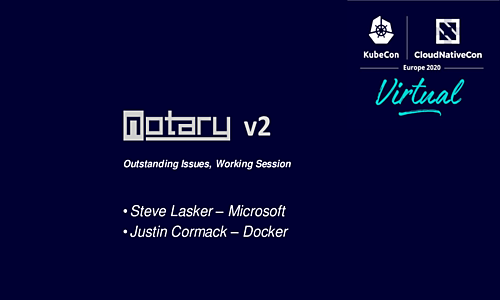 KubeCon
CloudNativeCon
Europe 2020
Virtual
notary v2
Outstanding Issues, Working Session
• Steve Lasker – Microsoft
• Justin Cormack – Docker